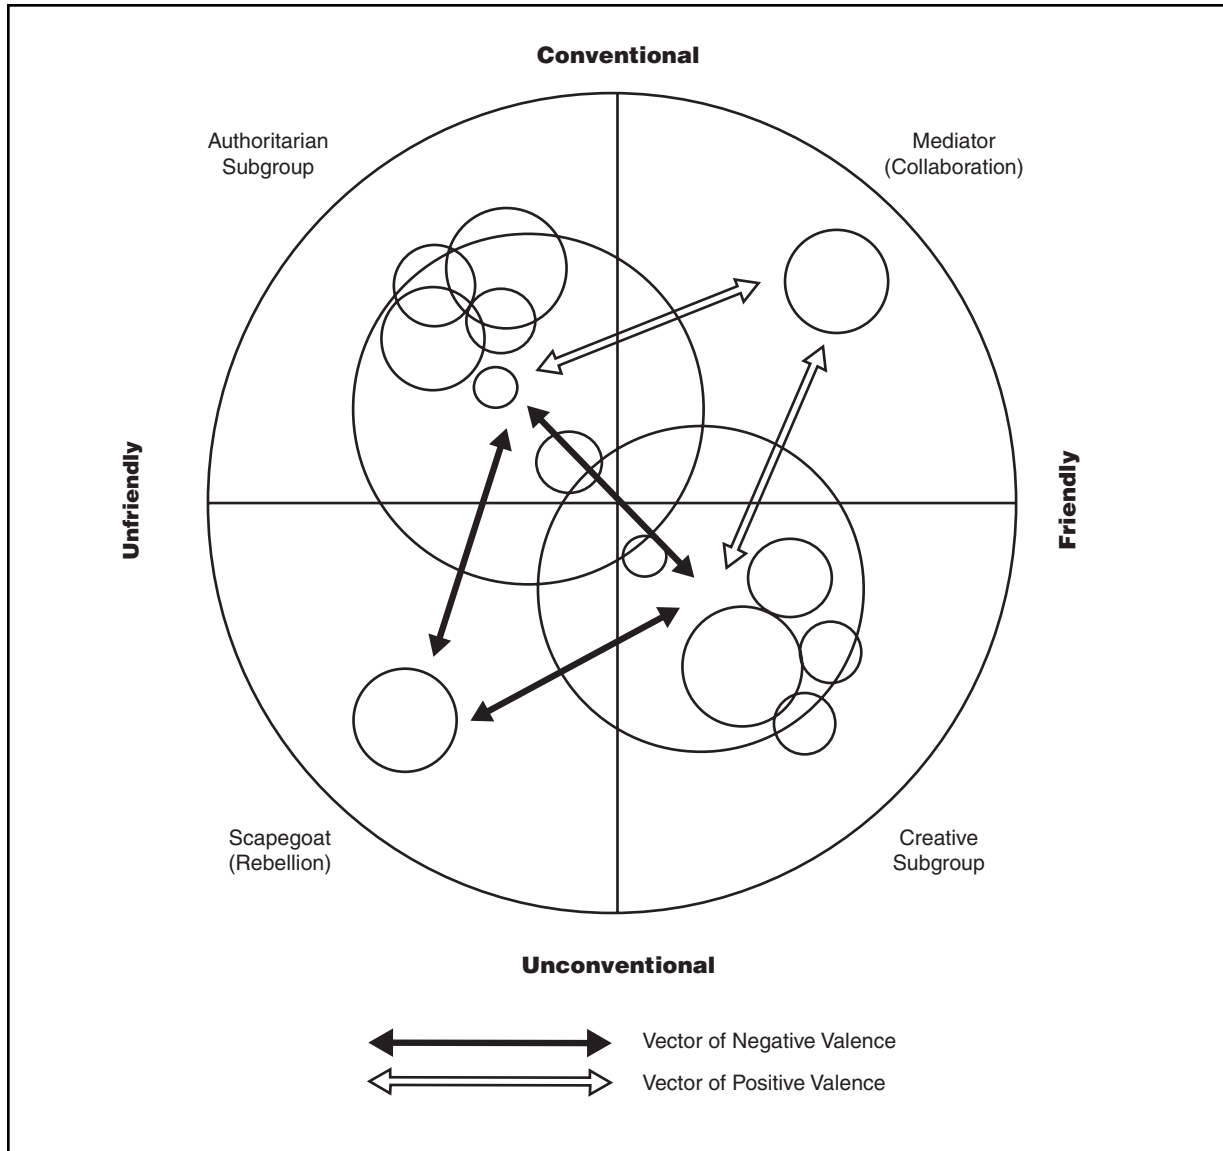 Conventional
Authoritarian
Subgroup
Mediator
(Collaboration)
Unfriendly
Friendly
Scapegoat
(Rebellion)
Creative
Subgroup
Unconventional
Vector of Negative Valence
Vector of Positive Valence